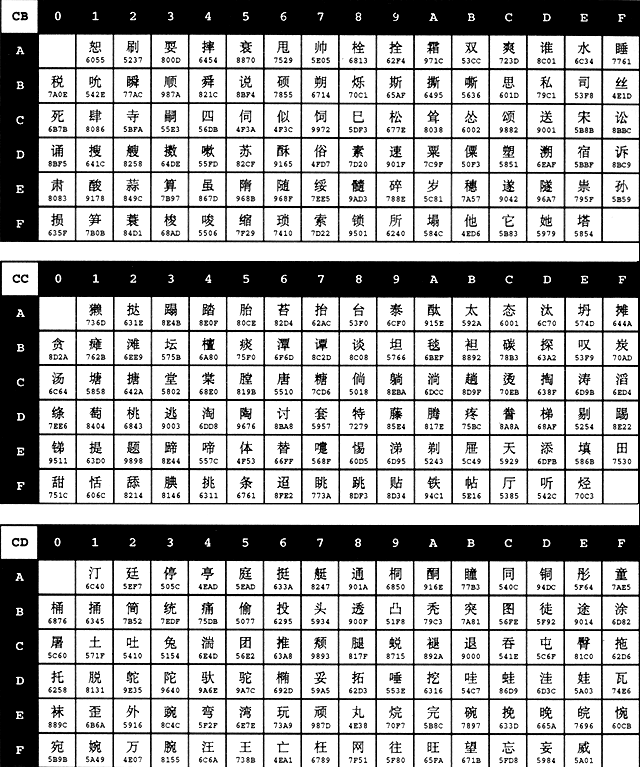 CB 0 1 2 3 4 5 6 7 8 9 A B C D E F
A 恕 刷 耍 摔 衰 甩 帅 栓 拴 霜 双 爽 谁 水 睡
6055 5237 800D 6454 8870 7529 5E05 6813 62F4 971C 53CC 723D 8C01 6C34 7761
B 税 吮 瞬 顺 舜 说 硕 朔 烁 斯 撕 嘶 思 私 司 丝
7A0E 542E 77AC 987A 821C 8BF4 7855 6714 70C1 65AF 6495 5636 601D 79C1 53F8 4E1D
C 死 肆 寺 嗣 四 伺 似 饲 巳 松 耸 怂 颂 送 宋 讼
6B7B 8086 5BFA 55E3 56DB 4F3A 4F3C 9972 5DF3 677E 8038 6002 9882 9001 5B8B 8BBC
D 诵 搜 艘 擞 嗽 苏 酥 俗 素 速 粟 僳 塑 溯 宿 诉
8BF5 641C 8258 64DE 55FD 82CF 9165 4FD7 7D20 901F 7C9F 50F3 5851 6EAF 5BBF 8BC9
E 肃 酸 蒜 算 虽 隋 随 绥 髓 碎 岁 穗 遂 隧 祟 孙
8083 9178 849C 7B97 867D 968B 968F 7EE5 9AD3 788E 5C81 7A57 9042 96A7 795F 5B59
F 损 笋 蓑 梭 唆 缩 琐 索 锁 所 塌 他 它 她 塔
635F 7B0B 84D1 68AD 5506 7F29 7410 7D22 9501 6240 584C 4ED6 5B83 5979 5854
CC 0 1 2 3 4 5 6 7 8 9 A B C D E F
A 獭 挞 蹋 踏 胎 苔 抬 台 泰 酞 太 态 汰 坍 摊
736D 631E 8E4B 8E0F 80CE 82D4 62AC 53F0 6CF0 915E 592A 6001 6C70 574D 644A
B 贪 瘫 滩 坛 檀 痰 潭 谭 谈 坦 毯 袒 碳 探 叹 炭
8D2A 762B 6EE9 575B 6A80 75F0 6F6D 8C2D 8C08 5766 6BEF 8892 78B3 63A2 53F9 70AD
C 汤 塘 搪 堂 棠 膛 唐 糖 倘 躺 淌 趟 烫 掏 涛 滔
6C64 5858 642A 5802 68E0 819B 5510 7CD6 5018 8EBA 6DCC 8D9F 70EB 638F 6D9B 6ED4
D 绦 萄 桃 逃 淘 陶 讨 套 特 藤 腾 疼 誊 梯 剔 踢
7EE6 8404 6843 9003 6DD8 9676 8BA8 5957 7279 85E4 817E 75BC 8A8A 68AF 5254 8E22
E 锑 提 题 蹄 啼 体 替 嚏 惕 涕 剃 屉 天 添 填 田
9511 63D0 9898 8E44 557C 4F53 66FF 568F 60D5 6D95 5243 5C49 5929 6DFB 586B 7530
F 甜 恬 舔 腆 挑 条 迢 眺 跳 贴 铁 帖 厅 听 烃
751C 606C 8214 8146 6311 6761 8FE2 773A 8DF3 8D34 94C1 5E16 5385 542C 70C3
CD 0 1 2 3 4 5 6 7 8 9 A B C D E F
A 汀 廷 停 亭 庭 挺 艇 通 桐 酮 瞳 同 铜 彤 童
6C40 5EF7 505C 4EAD 5EAD 633A 8247 901A 6850 916E 77B3 540C 94DC 5F64 7AE5
B 桶 捅 筒 统 痛 偷 投 头 透 凸 秃 突 图 徒 途 涂
6876 6345 7B52 7EDF 75DB 5077 6295 5934 900F 51F8 79C3 7A81 56FE 5F92 9014 6D82
C 屠 土 吐 兔 湍 团 推 颓 腿 蜕 褪 退 吞 屯 臀 拖
5C60 571F 5410 5154 6E4D 56E2 63A8 9893 817F 8715 892A 9000 541E 5C6F 81C0 62D6
D 托 脱 鸵 陀 驮 驼 椭 妥 拓 唾 挖 哇 蛙 洼 娃 瓦
6258 8131 9E35 9640 9A6E 9A7C 692D 59A5 62D3 553E 6316 54C7 86D9 6D3C 5A03 74E6
E 袜 歪 外 豌 弯 湾 玩 顽 丸 烷 完 碗 挽 晚 皖 惋
889C 6B6A 5916 8C4C 5F2F 6E7E 73A9 987D 4E38 70F7 5B8C 7897 633D 665A 7696 60CB
F 宛 婉 万 腕 汪 王 亡 枉 网 往 旺 望 忘 妄 威
5B9B 5A49 4E07 8155 6C6A 738B 4EA1 6789 7F51 5F80 65FA 671B 5FD8 5984 5A01